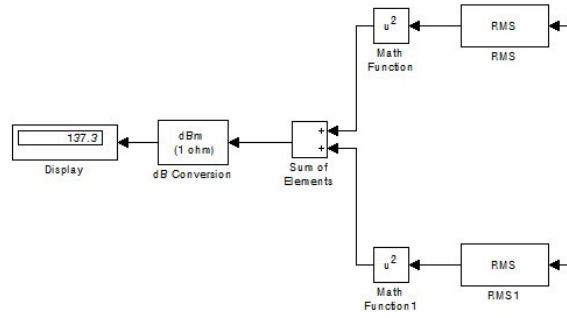 u²
Math
Function
RMS
RMS
137.3
Display
dBm
(1 ohm)
dB Conversion
+
+
Sum of
Elements
u²
Math
Function1
RMS
RMS1